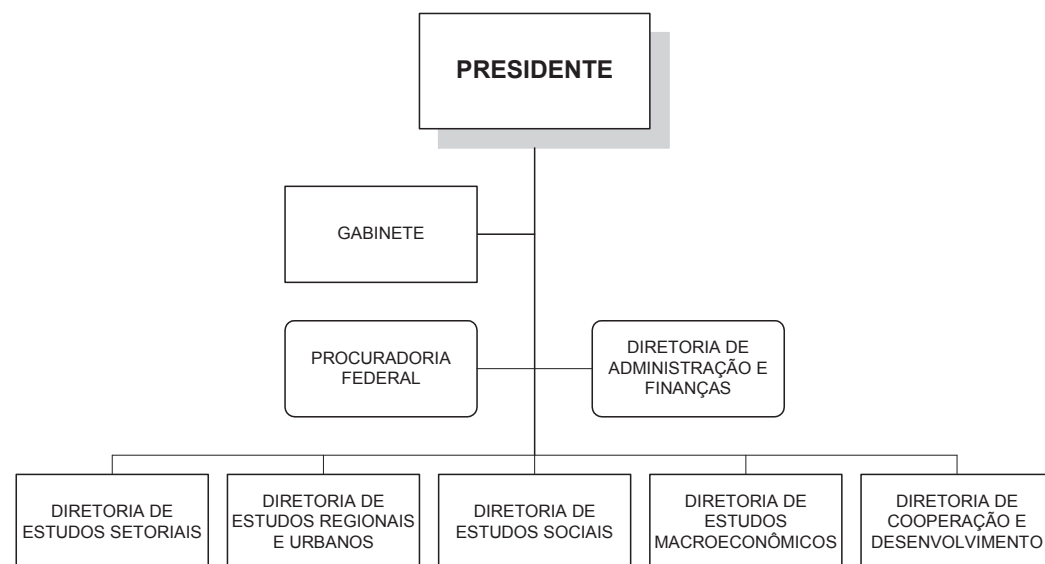 PRESIDENTE
GABINETE
PROCURADORIA
FEDERAL
DIRETORIA DE
ADMINISTRAÇÃO E
FINANÇAS
DIRETORIA DE
ESTUDOS SETORIAIS
DIRETORIA DE
ESTUDOS REGIONAIS
E URBANOS
DIRETORIA DE
ESTUDOS SOCIAIS
DIRETORIA DE
ESTUDOS
MACROECONÔMICOS
DIRETORIA DE
COOPERAÇÃO E
DESENVOLVIMENTO